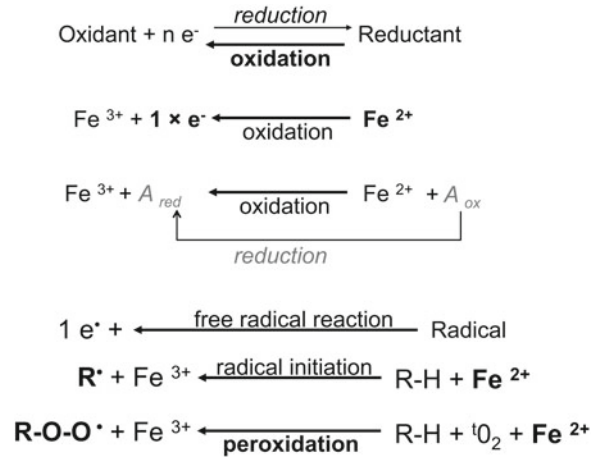 reduction
Oxidant + n e⁻ Reductant
oxidation
Fe ³⁺ + 1 × e⁻ Fe ²⁺
oxidation
Fe ³⁺ + A red Fe ²⁺ + A ox
oxidation
reduction
free radical reaction
1 e• + Radical
radical initiation
R• + Fe ³⁺ R-H + Fe ²⁺
R-O-O• + Fe ³⁺ R-H + ᵗ0₂ + Fe ²⁺
peroxidation